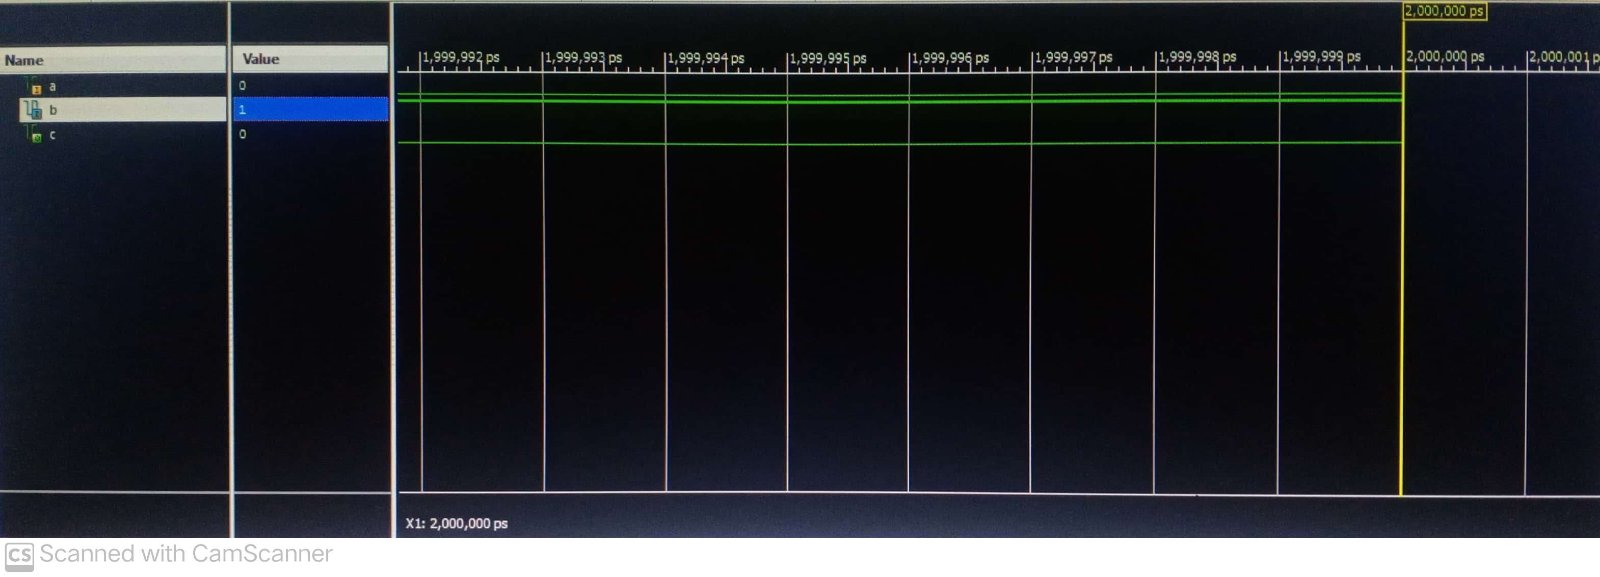 2,000,000 ps
Name
Value
1,999,992 ps
1,999,993 ps
1,999,994 ps
1,999,995 ps
1,999,996 ps
1,999,997 ps
1,999,998 ps
1,999,999 ps
2,000,000 ps
2,000,001 p
a
0
b
1
c
0
X1: 2,000,000 ps
CS Scanned with CamScanner